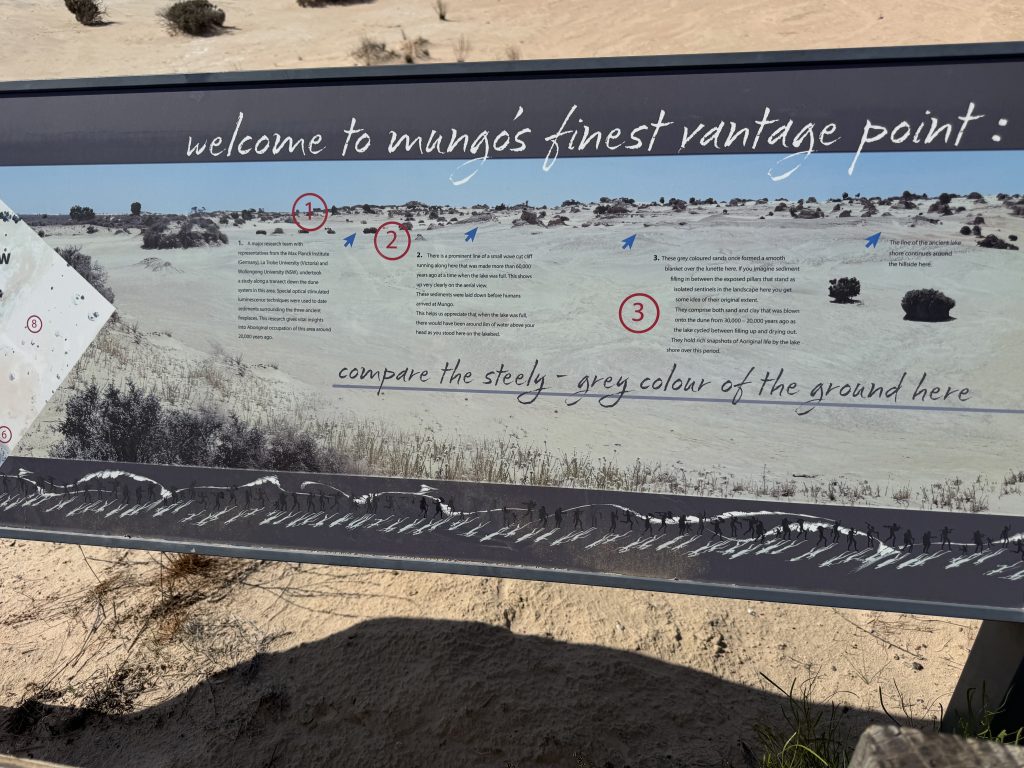 welcome to mungo's finest vantage point :
W
8
6
1
2
3
1. A major research team with
representatives from the Max Planck Institute
(Germany), La Trobe University (Victoria) and
Wollongong University (NSW) undertook
a study along a transect down the dune
system in this area. Special optical stimulated
luminescence techniques were used to date
sediments surrounding the three ancient
fireplaces. This research gives vital insights
into Aboriginal occupation of this area around
20,000 years ago.
2. There is a prominent line of a small wave cut cliff
running along here that was made more than 60,000
years ago at a time when the lake was full. This shows
up very clearly on the aerial view.
These sediments were laid down before humans
arrived at Mungo.
This helps us appreciate that when the lake was full,
there would have been around 8m of water above your
head as you stood here on the lakebed.
3. These grey coloured sands once formed a smooth
blanket over the lunette here. If you imagine sediment
filling in between the exposed pillars that stand as
isolated sentinels in the landscape here you get
some idea of their original extent.
They comprise both sand and clay that was blown
onto the dune from 30,000 – 20,000 years ago as
the lake cycled between filling up and drying out.
They hold rich snapshots of Aoriginal life by the lake
shore over this period.
The line of the ancient lake
shore continues around
the hillside here.
compare the steely - grey colour of the ground here